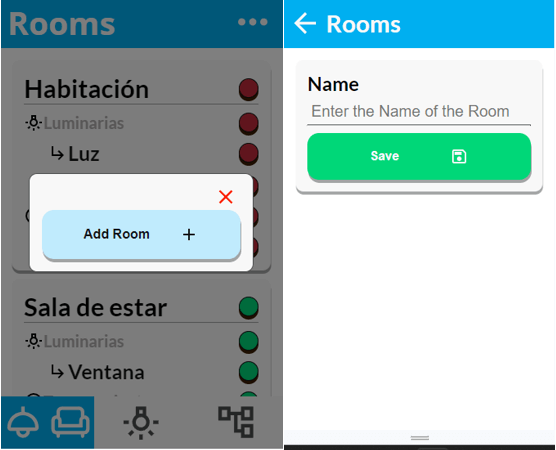 Rooms
Habitación
Luminarias
Luz
Add Room
Sala de estar
Luminarias
Ventana
Rooms
Name
Enter the Name of the Room
Save